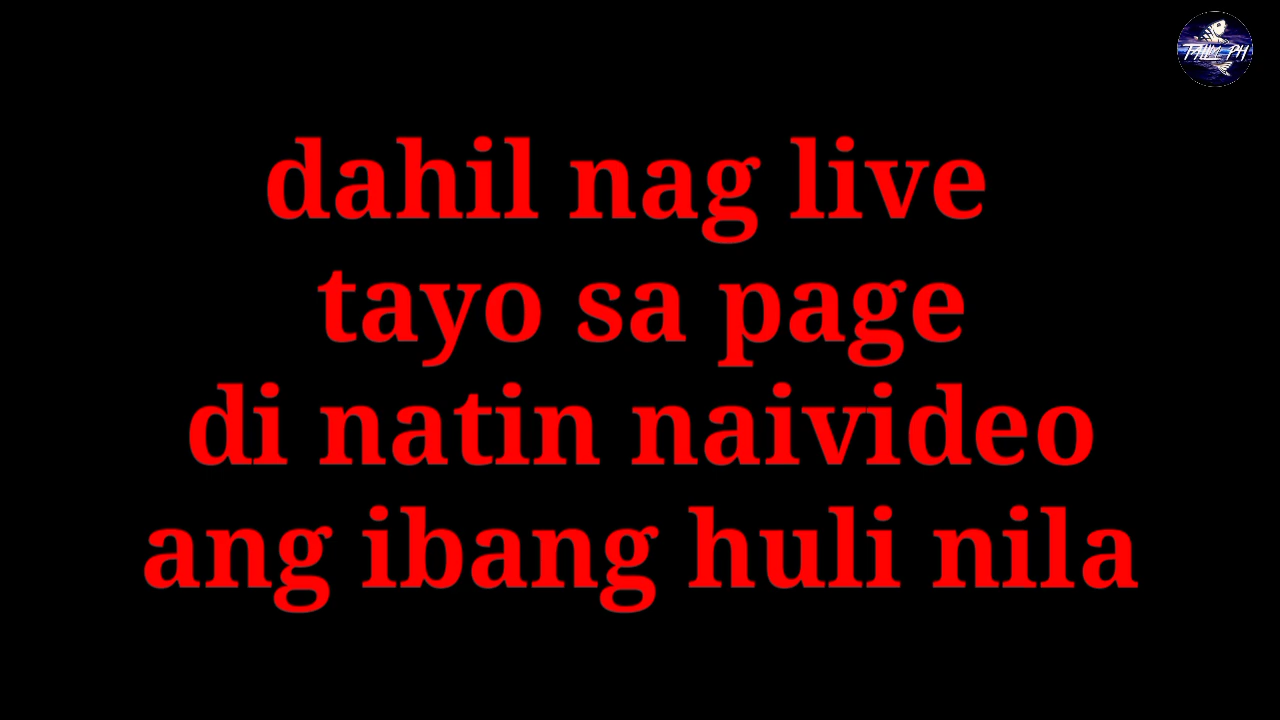 dahil nag live
tayo sa page
di natin naivideo
ang ibang huli nila